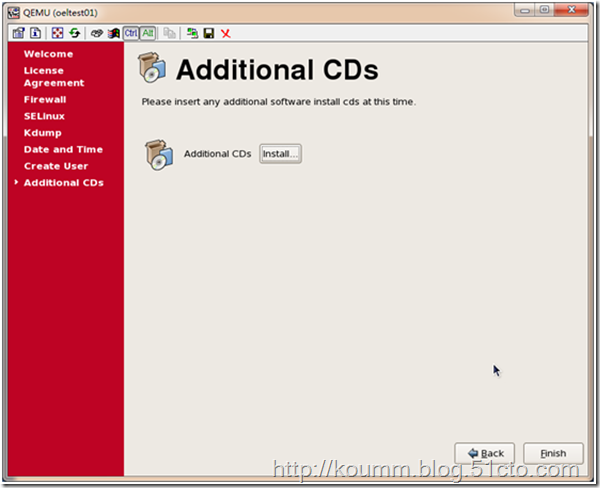 QEMU (oeltest01)
Ctrl Alt
Welcome
License
Agreement
Firewall
SELinux
Kdump
Date and Time
Create User
Additional CDs
Additional CDs
Please insert any additional software install cds at this time.
Additional CDs Install...
Back Finish
http://koumm.blog.51cto.com